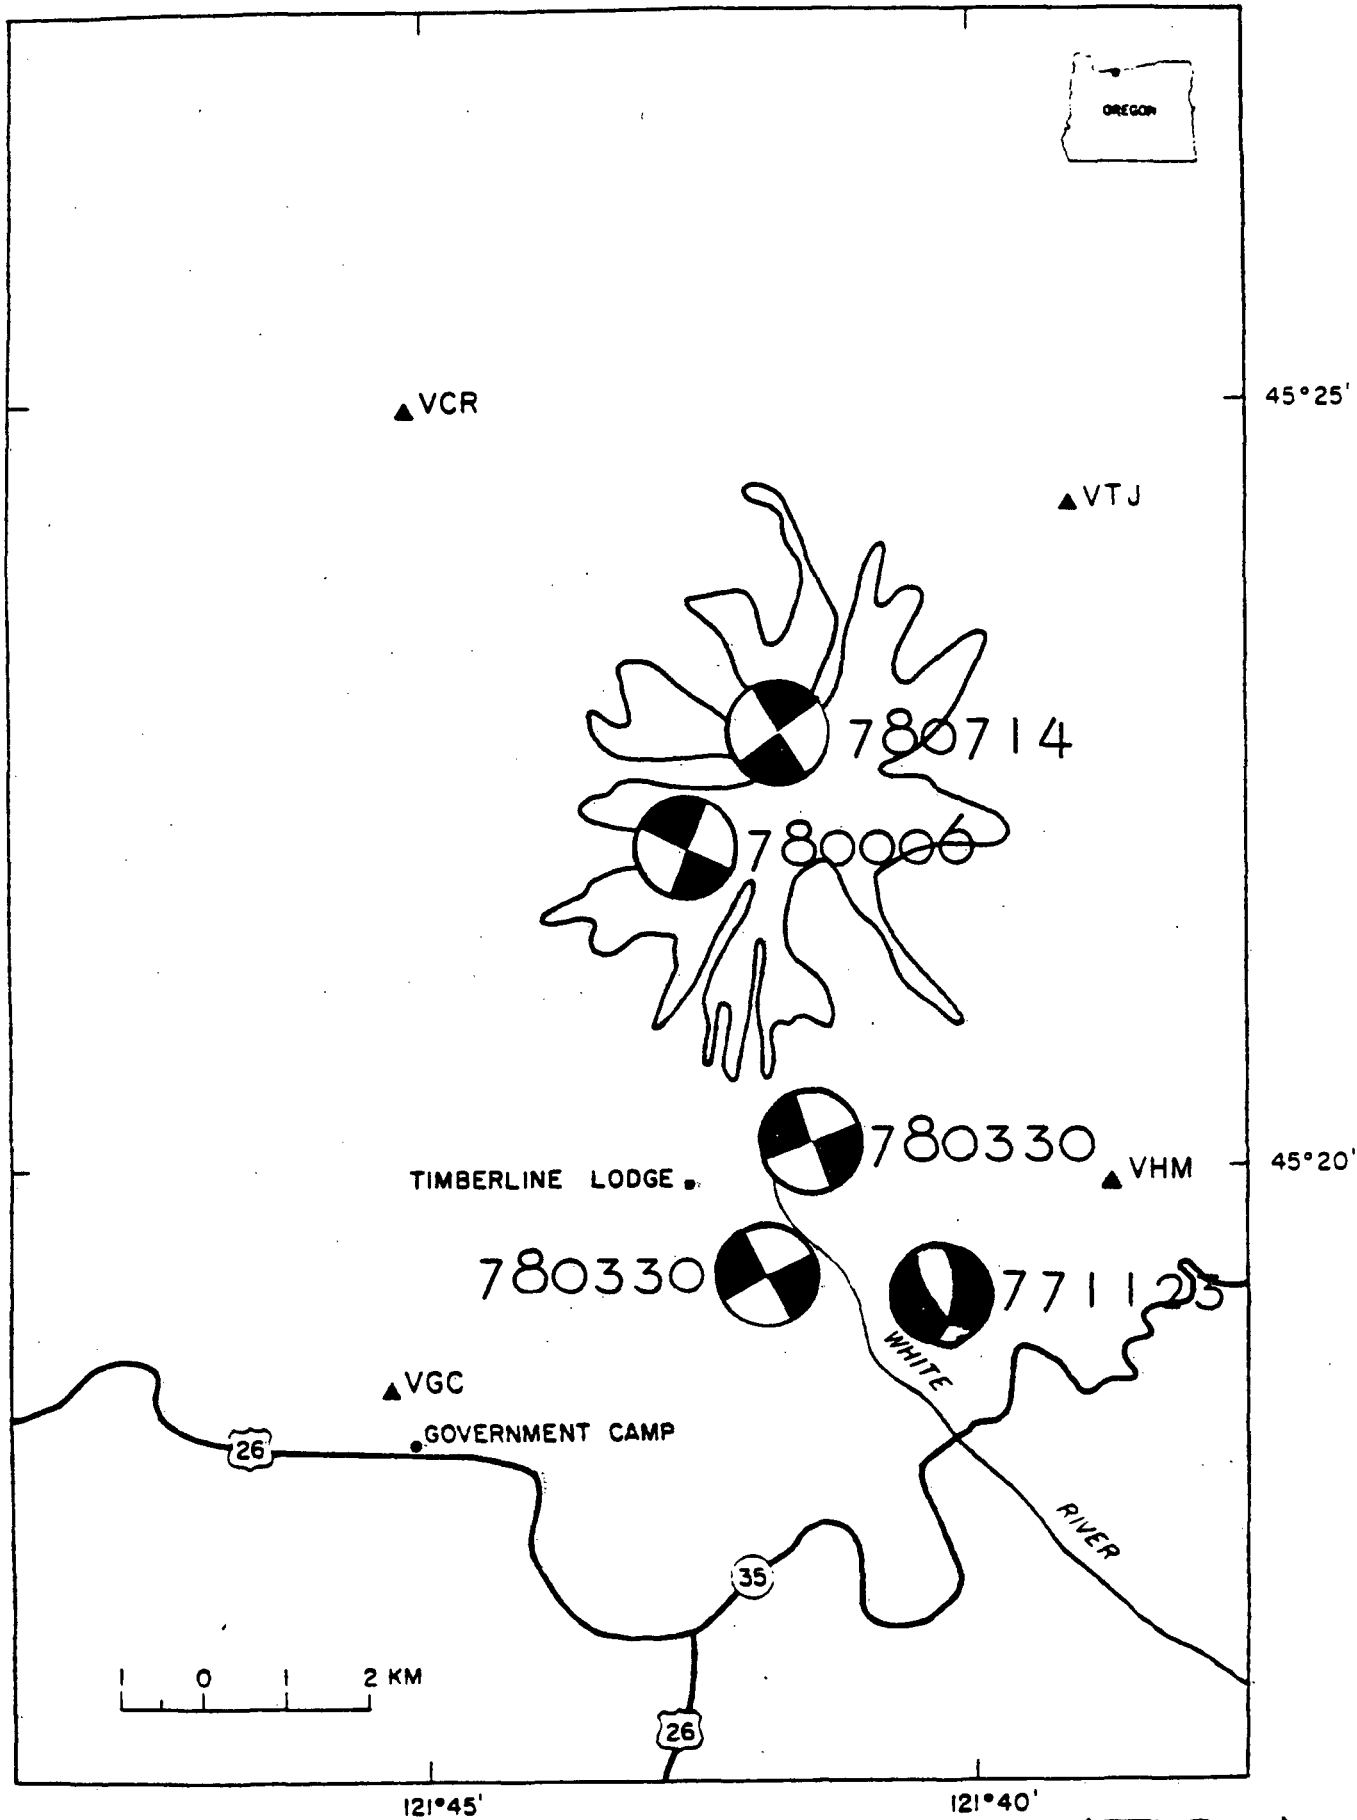 OREGON
VCR
45°25'
VTJ
780714
780006
780330
VHM
45°20'
TIMBERLINE LODGE
780330
771123
WHITE
VGC
GOVERNMENT CAMP
26
RIVER
35
1 0 1 2 KM
26
121°45'
121°40'